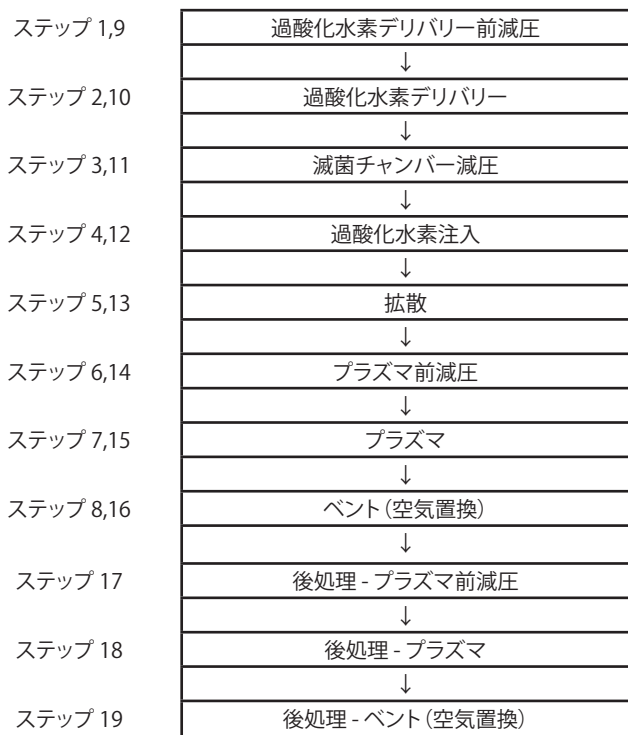 ステップ 1,9 過酸化水素デリバリー前減圧
↓
ステップ 2,10 過酸化水素デリバリー
↓
ステップ 3,11 滅菌チャンバー減圧
↓
ステップ 4,12 過酸化水素注入
↓
ステップ 5,13 拡散
↓
ステップ 6,14 プラズマ前減圧
↓
ステップ 7,15 プラズマ
↓
ステップ 8,16 ベント（空気置換）
↓
ステップ 17 後処理 - プラズマ前減圧
↓
ステップ 18 後処理 - プラズマ
↓
ステップ 19 後処理 - ベント（空気置換）